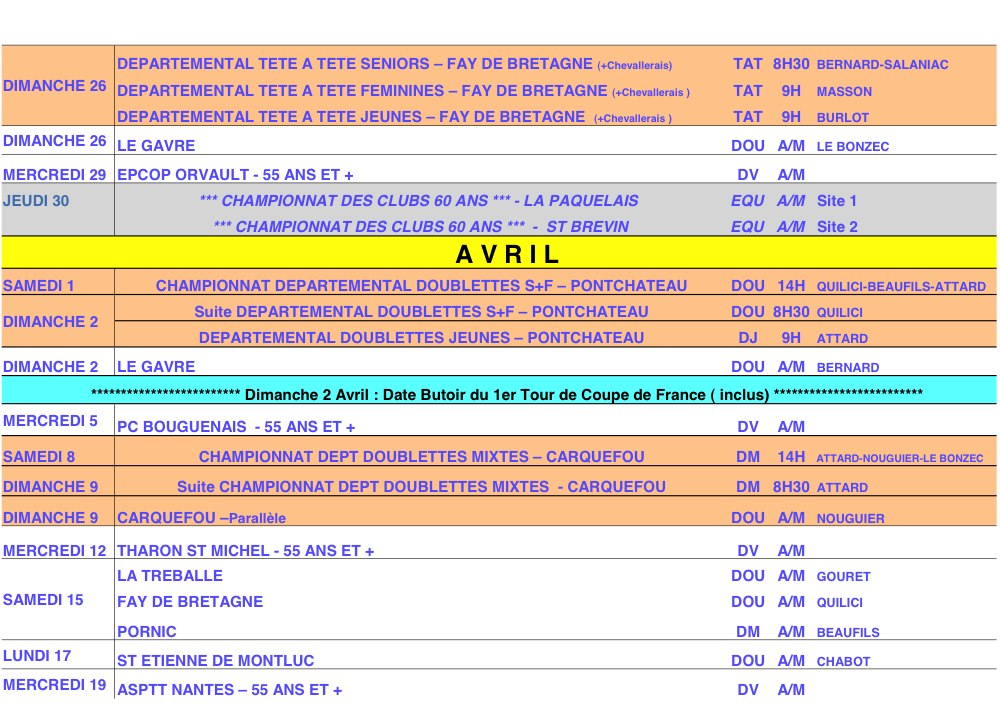 DIMANCHE 26 DEPARTEMENTAL TETE A TETE SENIORS – FAY DE BRETAGNE (+Chevallerais) TAT 8H30 BERNARD-SALANIAC
DEPARTEMENTAL TETE A TETE FEMININES – FAY DE BRETAGNE (+Chevallerais ) TAT 9H MASSON
DEPARTEMENTAL TETE A TETE JEUNES – FAY DE BRETAGNE (+Chevallerais ) TAT 9H BURLOT
DIMANCHE 26 LE GAVRE DOU A/M LE BONZEC
MERCREDI 29 EPCOP ORVAULT - 55 ANS ET + DV A/M
JEUDI 30 *** CHAMPIONNAT DES CLUBS 60 ANS *** - LA PAQUELAIS EQU A/M Site 1
*** CHAMPIONNAT DES CLUBS 60 ANS *** - ST BREVIN EQU A/M Site 2
A V R I L
SAMEDI 1 CHAMPIONNAT DEPARTEMENTAL DOUBLETTES S+F – PONTCHATEAU DOU 14H QUILICI-BEAUFILS-ATTARD
DIMANCHE 2 Suite DEPARTEMENTAL DOUBLETTES S+F – PONTCHATEAU DOU 8H30 QUILICI
DEPARTEMENTAL DOUBLETTES JEUNES – PONTCHATEAU DJ 9H ATTARD
DIMANCHE 2 LE GAVRE DOU A/M BERNARD
************************* Dimanche 2 Avril : Date Butoir du 1er Tour de Coupe de France ( inclus) *************************
MERCREDI 5 PC BOUGUENAIS - 55 ANS ET + DV A/M
SAMEDI 8 CHAMPIONNAT DEPT DOUBLETTES MIXTES – CARQUEFOU DM 14H ATTARD-NOUGUIER-LE BONZEC
DIMANCHE 9 Suite CHAMPIONNAT DEPT DOUBLETTES MIXTES - CARQUEFOU DM 8H30 ATTARD
DIMANCHE 9 CARQUEFOU –Parallèle DOU A/M NOUGUIER
MERCREDI 12 THARON ST MICHEL - 55 ANS ET + DV A/M
SAMEDI 15 LA TREBALLE DOU A/M GOURET
FAY DE BRETAGNE DOU A/M QUILICI
PORNIC DM A/M BEAUFILS
LUNDI 17 ST ETIENNE DE MONTLUC DOU A/M CHABOT
MERCREDI 19 ASPTT NANTES – 55 ANS ET + DV A/M